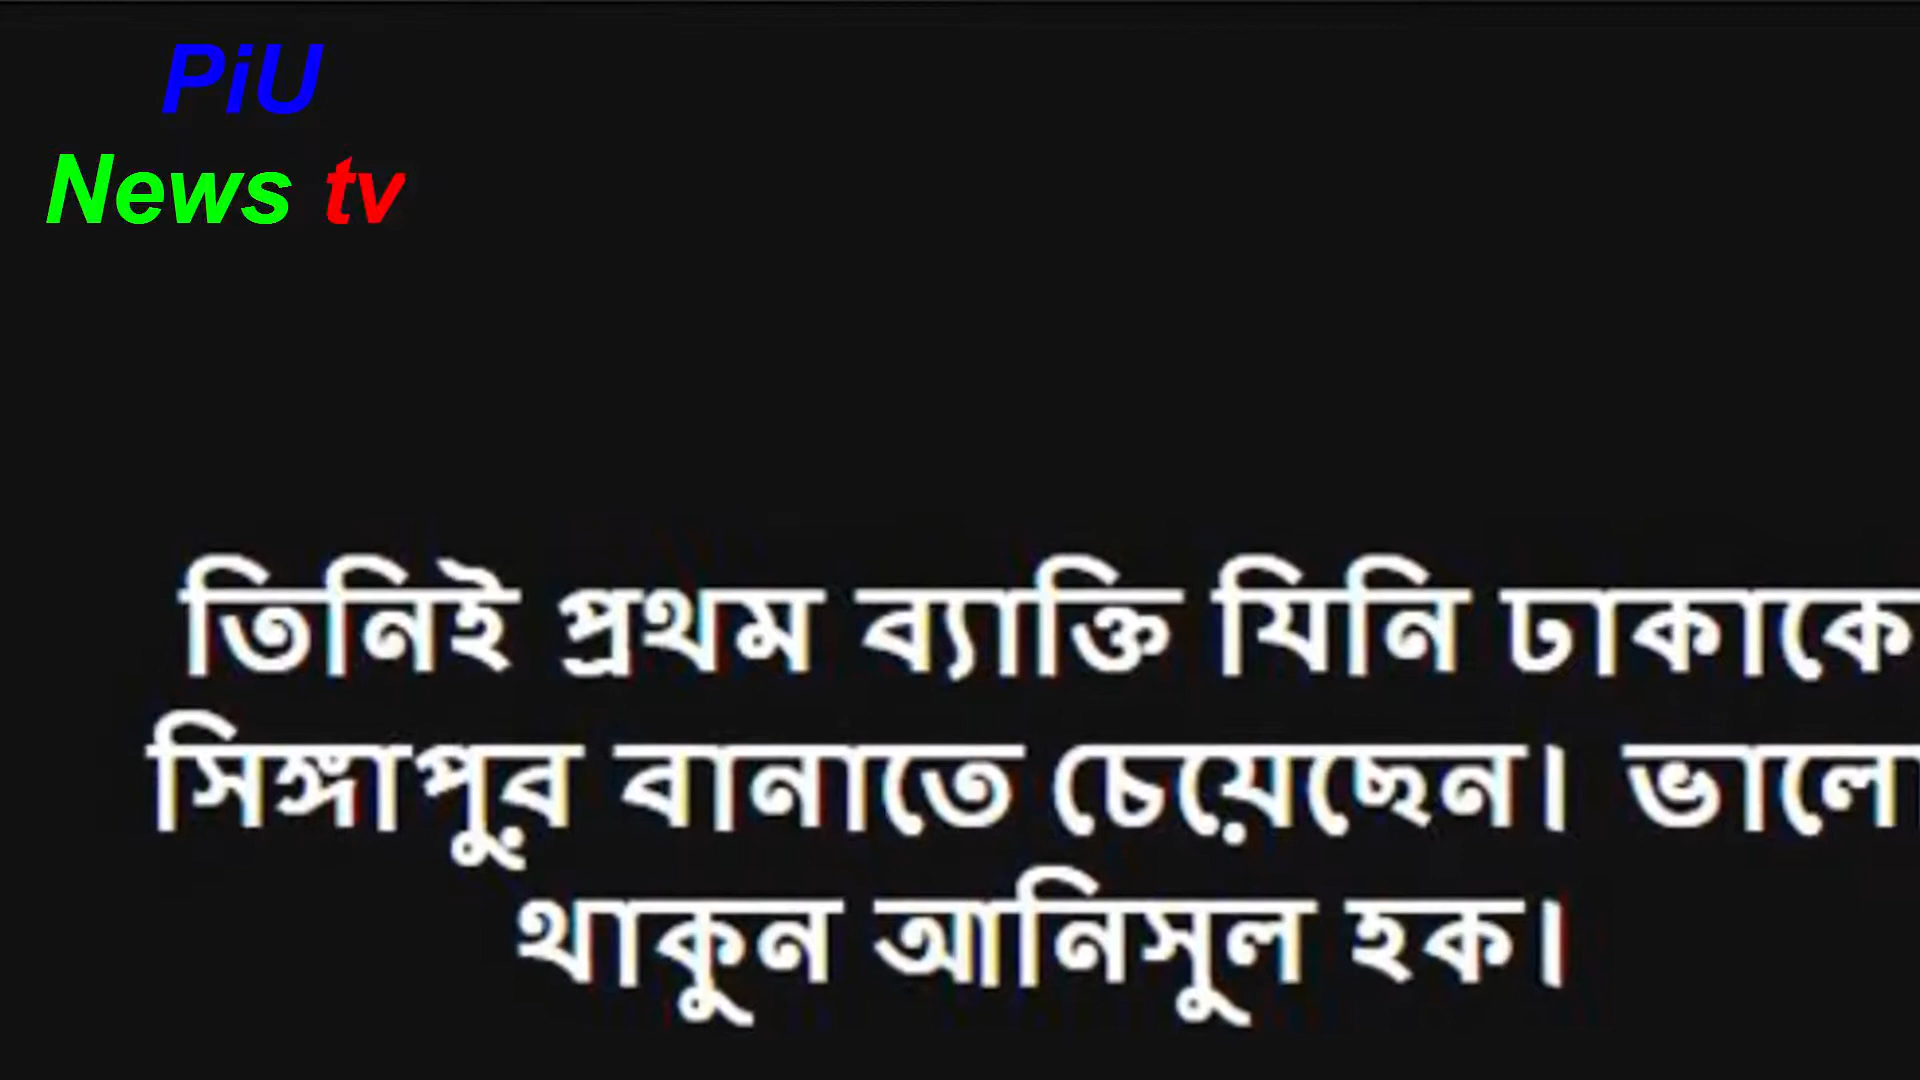 PiU
News tv
তিনিই প্রথম ব্যাক্তি যিনি ঢাকাকে
সিঙ্গাপুর বানাতে চেয়েছেন। ভালো
থাকুন আনিসুল হক।